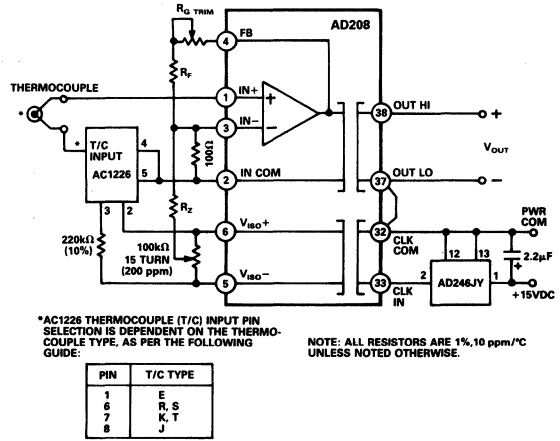 R_G TRIM
AD208
4
FB
R_F
THERMOCOUPLE
1
IN+
+
38
OUT HI
+
*
3
IN−
−
100Ω
V_OUT
*
T/C
INPUT
AC1226
4
5
2
IN COM
37
OUT LO
−
3
2
R_Z
6
V_ISO+
32
CLK
COM
PWR
COM
220kΩ
(10%)
100kΩ
15 TURN
(200 ppm)
12
13
2.2μF
+
5
V_ISO−
33
CLK
IN
2
AD246JY
1
+15VDC
*AC1226 THERMOCOUPLE (T/C) INPUT PIN
SELECTION IS DEPENDENT ON THE THERMO-
COUPLE TYPE, AS PER THE FOLLOWING
GUIDE:
NOTE: ALL RESISTORS ARE 1%,10 ppm/°C
UNLESS NOTED OTHERWISE.
PIN T/C TYPE
1 E
6 R, S
7 K, T
8 J